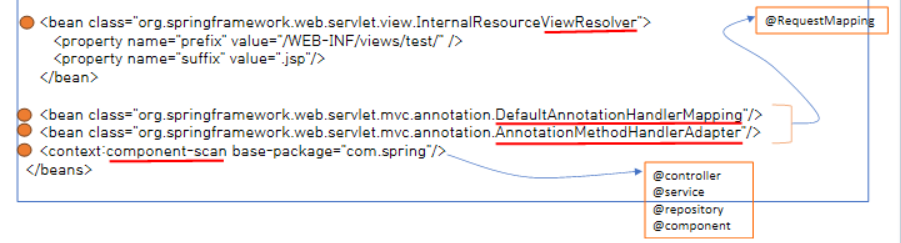 <bean class="org.springframework.web.servlet.view.InternalResourceViewResolver">
<property name="prefix" value="/WEB-INF/views/test/" />
<property name="suffix" value=".jsp"/>
</bean>
<bean class="org.springframework.web.servlet.mvc.annotation.DefaultAnnotationHandlerMapping"/>
<bean class="org.springframework.web.servlet.mvc.annotation.AnnotationMethodHandlerAdapter"/>
<context:component-scan base-package="com.spring"/>
</beans>
@RequestMapping
@controller
@service
@repository
@component